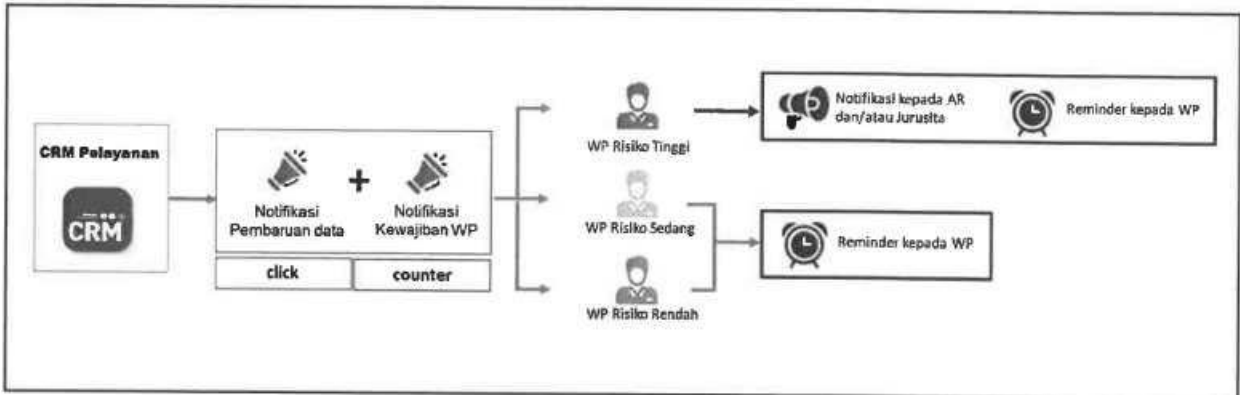 CRM Pelayanan
CRM
Notifikasi
Pembaruan data
+
Notifikasi
Kewajiban WP
click
counter
WP Risiko Tinggi
WP Risiko Sedang
WP Risiko Rendah
Notifikasi kepada AR
dan/atau Jurusita
Reminder kepada WP
Reminder kepada WP